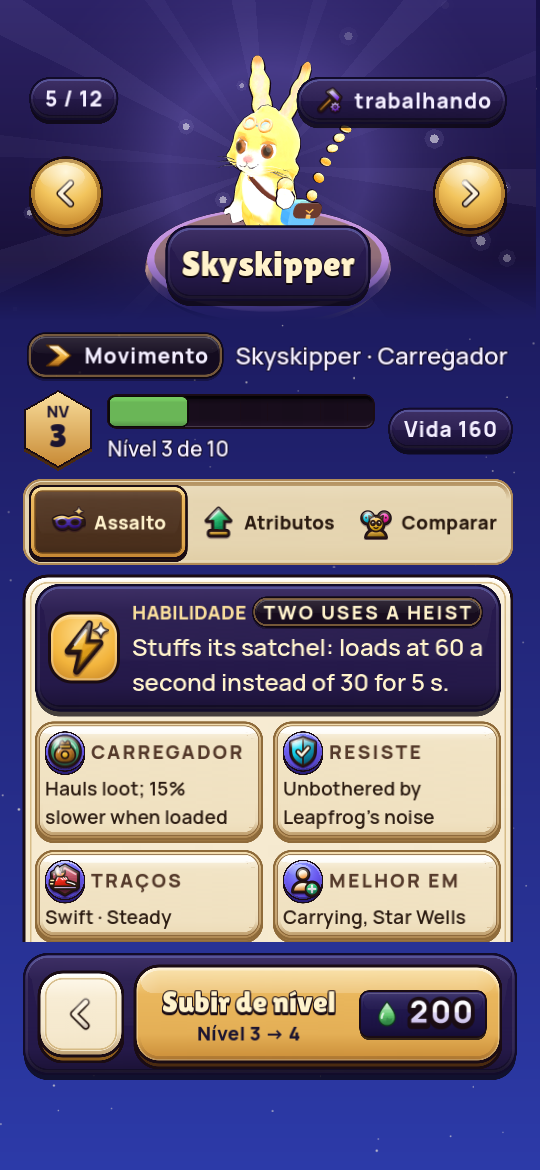 5 / 12
trabalhando
Skyskipper
Movimento
Skyskipper · Carregador
NV
3
Nível 3 de 10
Vida 160
Assalto
Atributos
Comparar
HABILIDADE
TWO USES A HEIST
Stuffs its satchel: loads at 60 a
second instead of 30 for 5 s.
CARREGADOR
Hauls loot; 15%
slower when loaded
RESISTE
Unbothered by
Leapfrog's noise
TRAÇOS
Swift · Steady
MELHOR EM
Carrying, Star Wells
Subir de nível
Nível 3 → 4
200